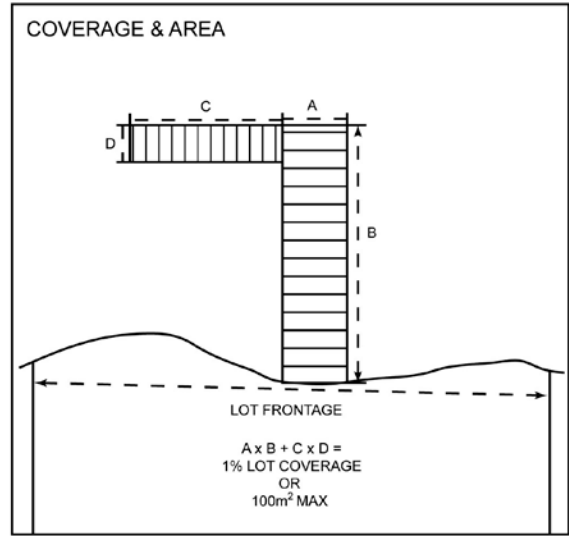 COVERAGE & AREA
C
A
D
B
LOT FRONTAGE
A x B + C x D =
1% LOT COVERAGE
OR
100m² MAX